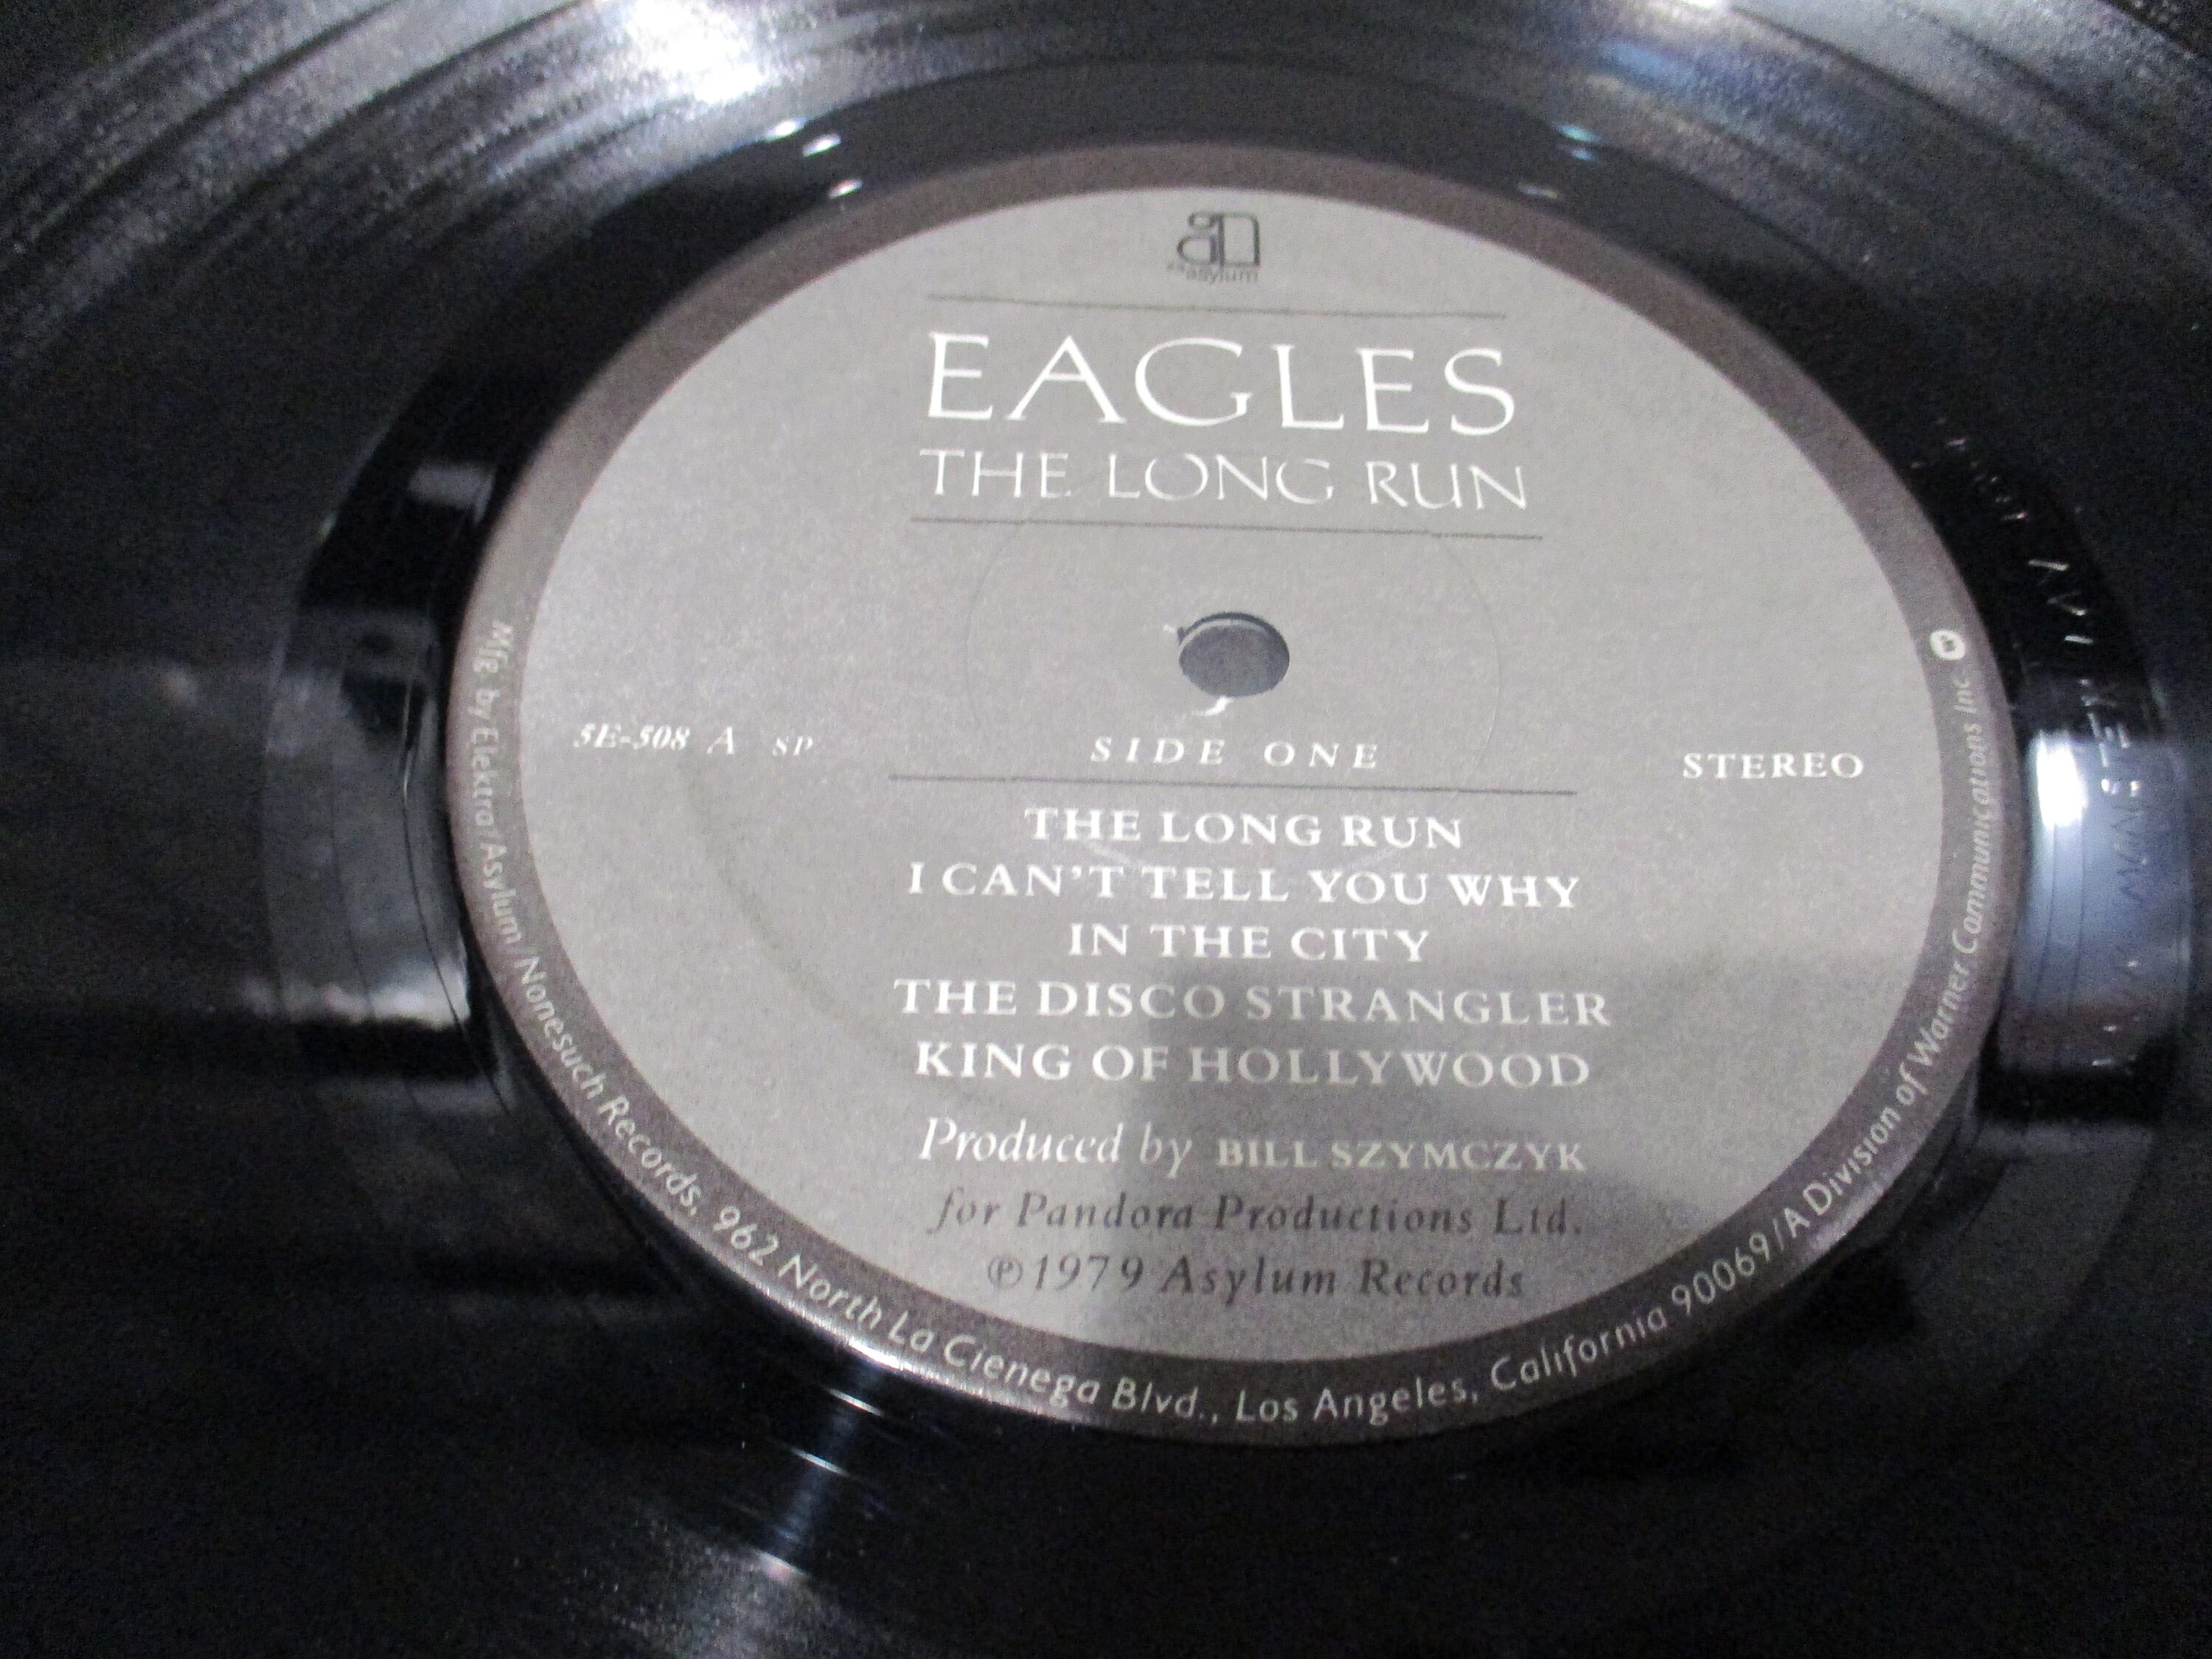 asylum
EAGLES
THE LONG RUN
5E-508 A SP
SIDE ONE
STEREO
THE LONG RUN
I CAN'T TELL YOU WHY
IN THE CITY
THE DISCO STRANGLER
KING OF HOLLYWOOD
Produced by BILL SZYMCZYK
for Pandora Productions Ltd.
℗1979 Asylum Records
Mfg. by Elektra/Asylum/Nonesuch Records, 962 North La Cienega Blvd., Los Angeles, California 90069/A Division of Warner Communications Inc.